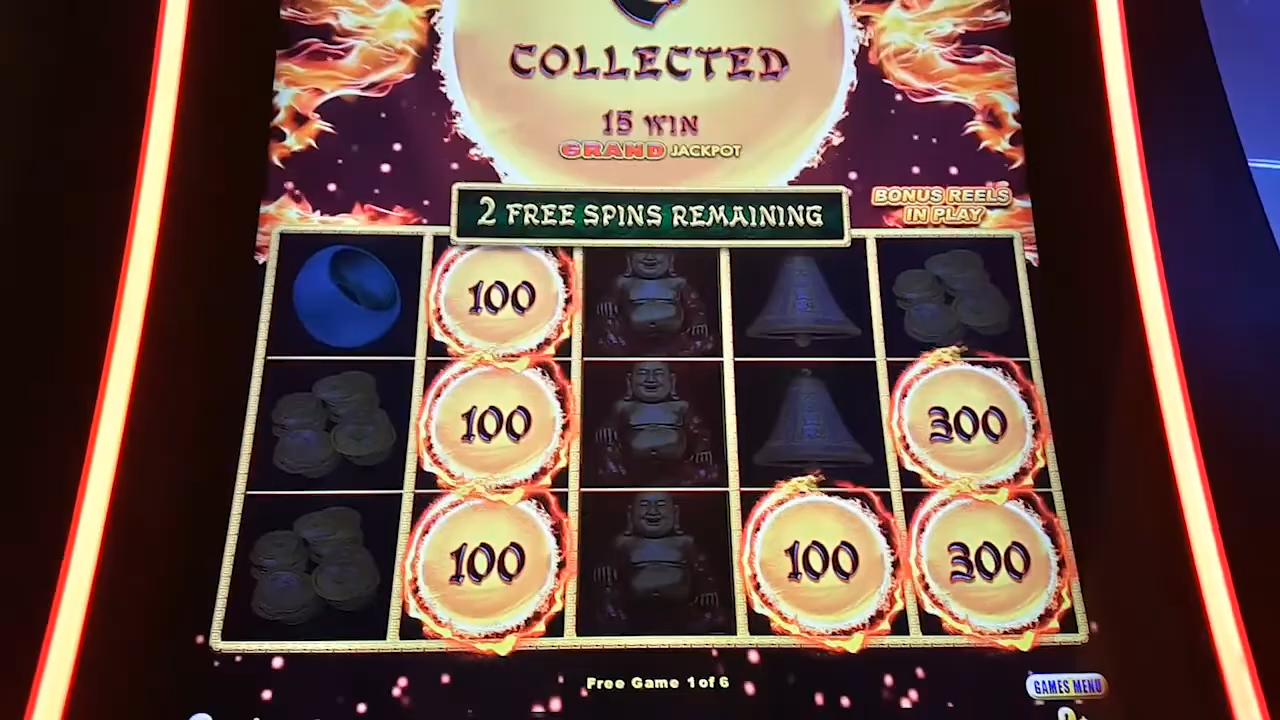 COLLECTED
15 WIN
GRAND JACKPOT
2 FREE SPINS REMAINING
BONUS REELS
IN PLAY
100
100
300
100
100
300
Free Game 1 of 6
GAMES MENU